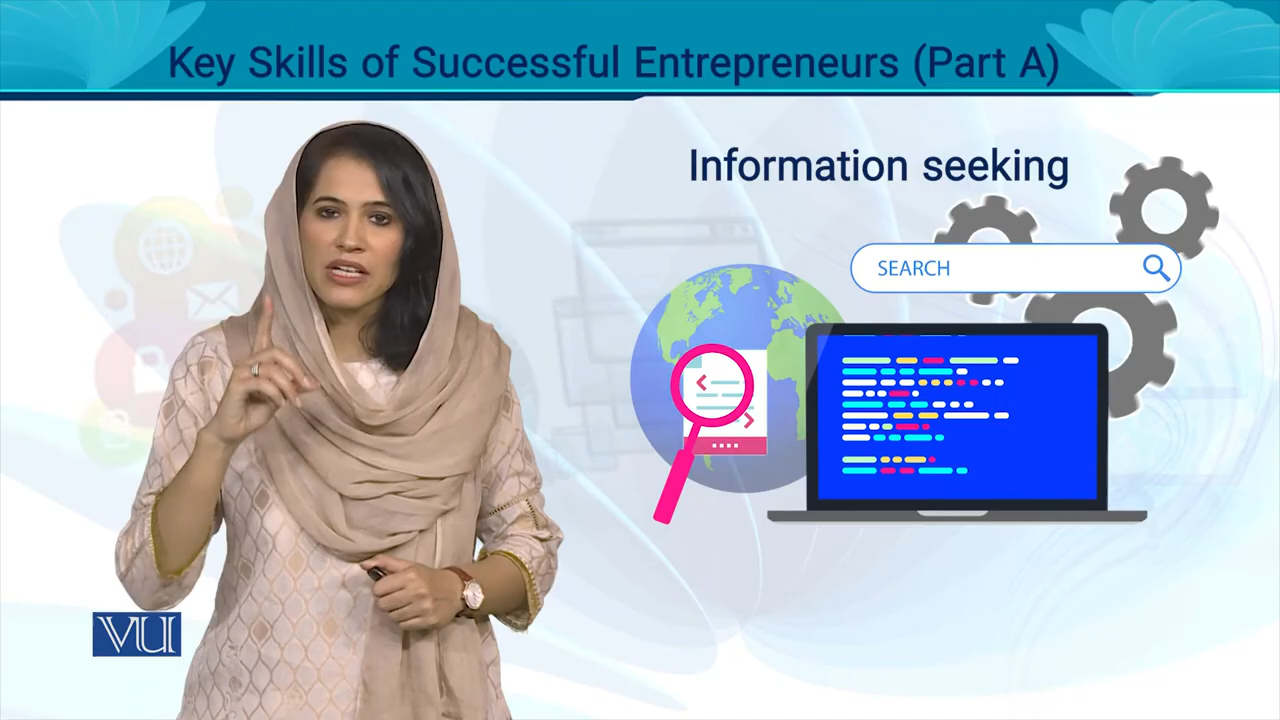 Key Skills of Successful Entrepreneurs (Part A)
Information seeking
SEARCH
VU